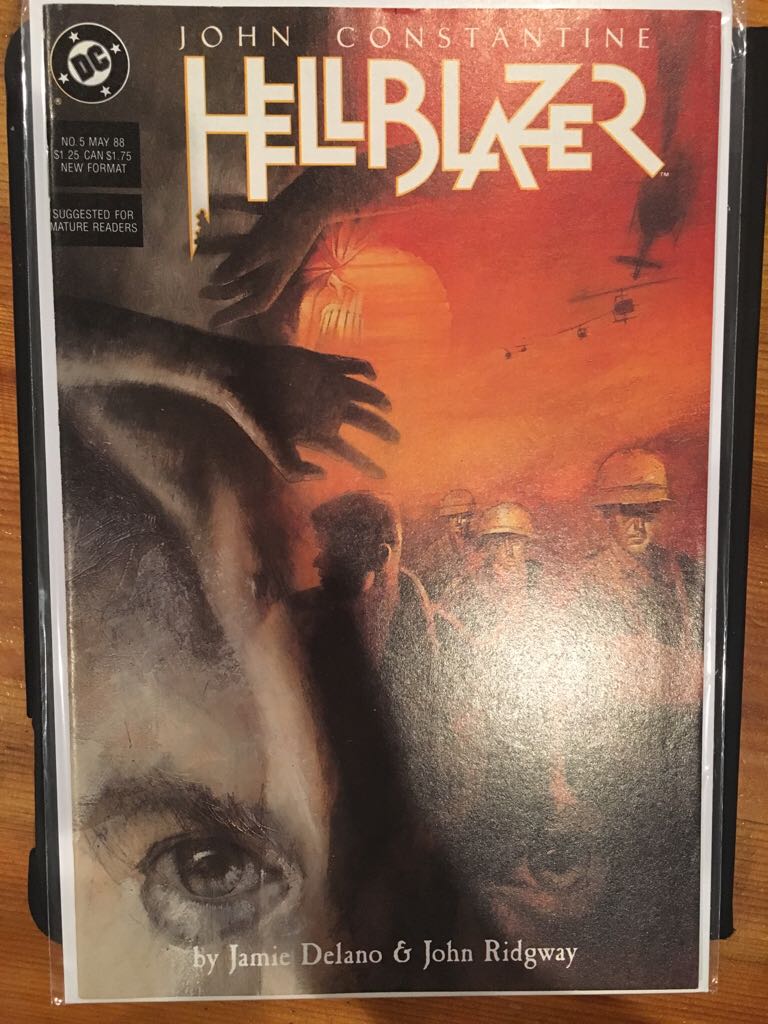 DC
JOHN CONSTANTINE
HELLBLAZER
TM
NO. 5 MAY 88
$1.25 CAN $1.75
NEW FORMAT
SUGGESTED FOR
MATURE READERS
by Jamie Delano & John Ridgway